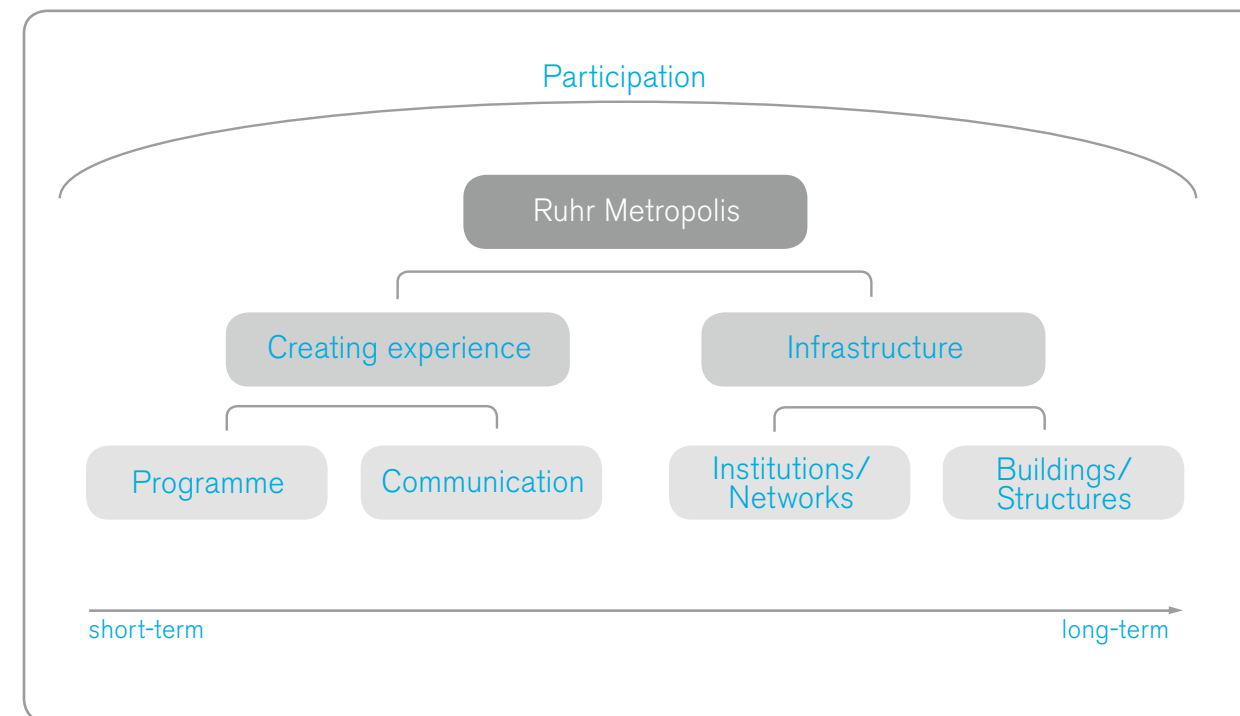 Participation
Ruhr Metropolis
Creating experience
Infrastructure
Programme
Communication
Institutions/
Networks
Buildings/
Structures
short-term
long-term